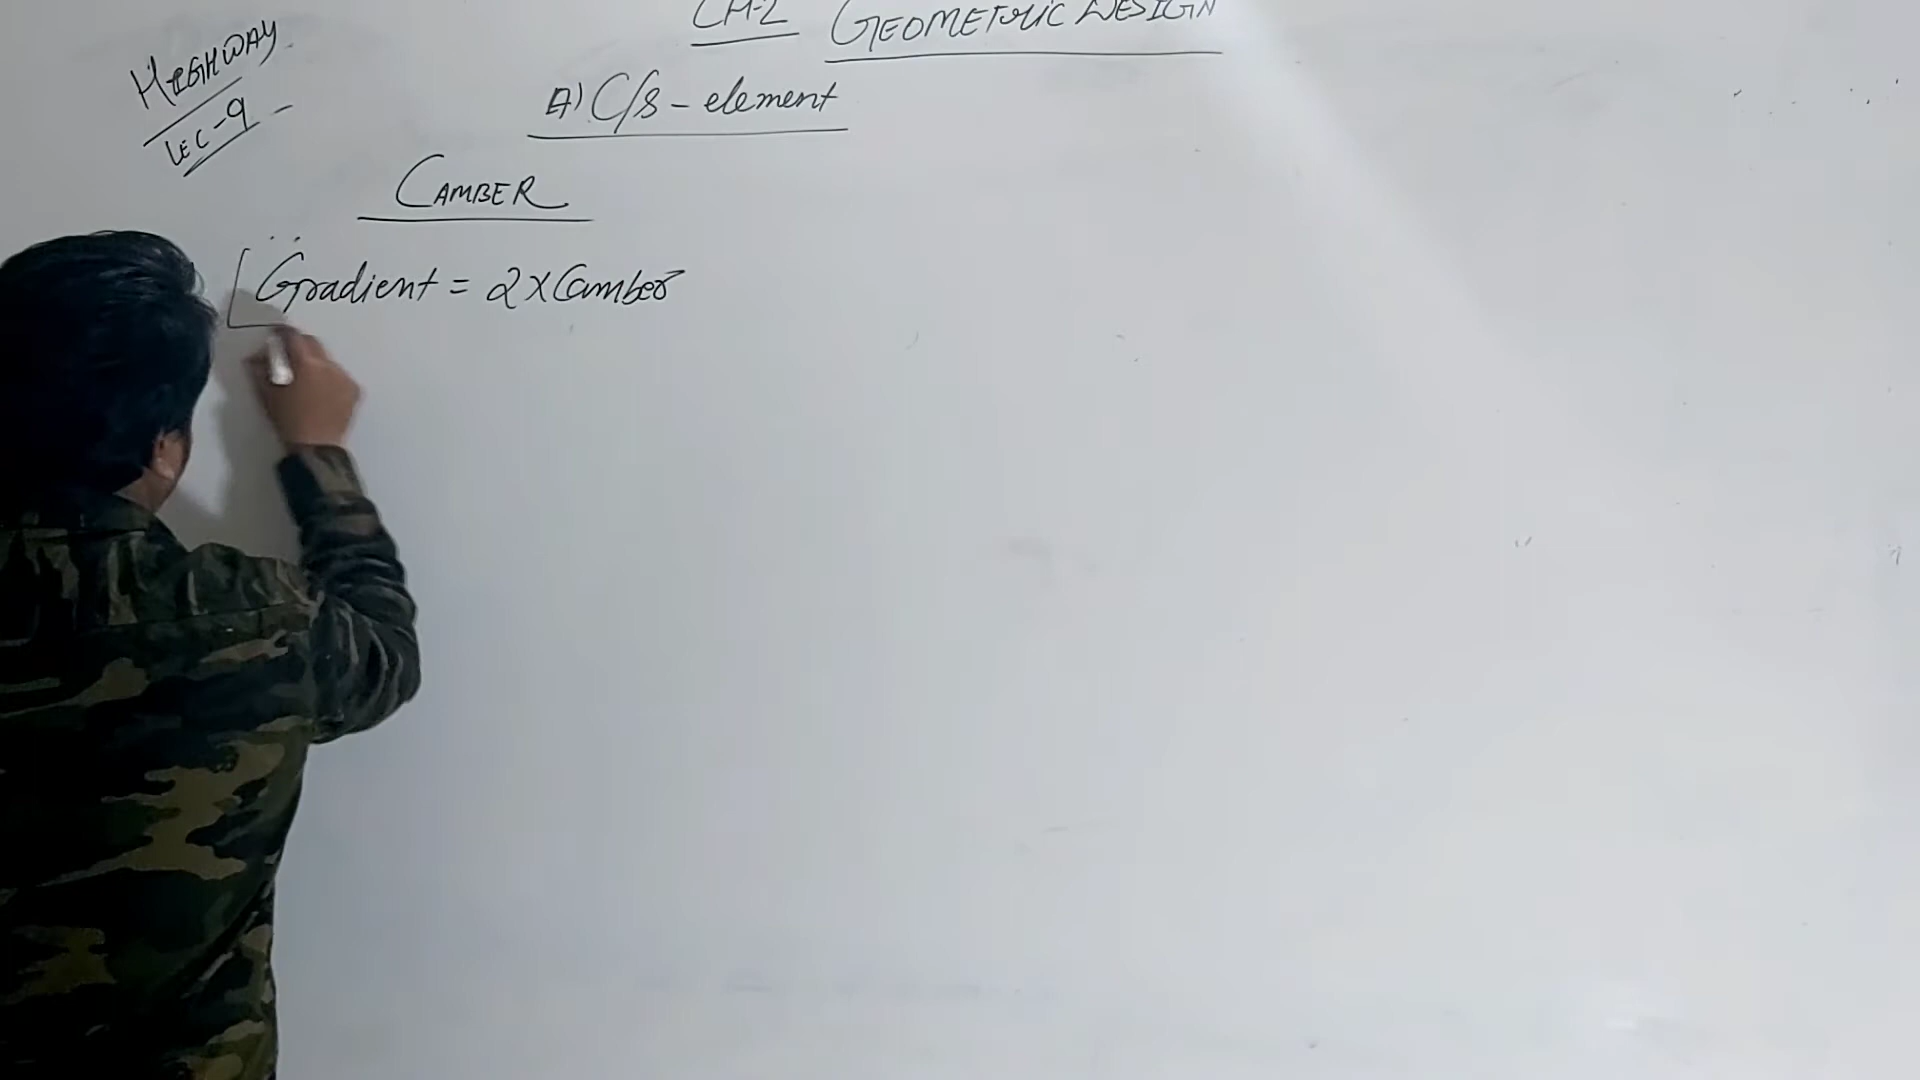 CH-2 GEOMETRIC DESIGN
HIGHWAY
LEC-9
A) C/S - element
CAMBER
Gradient = 2 X Camber